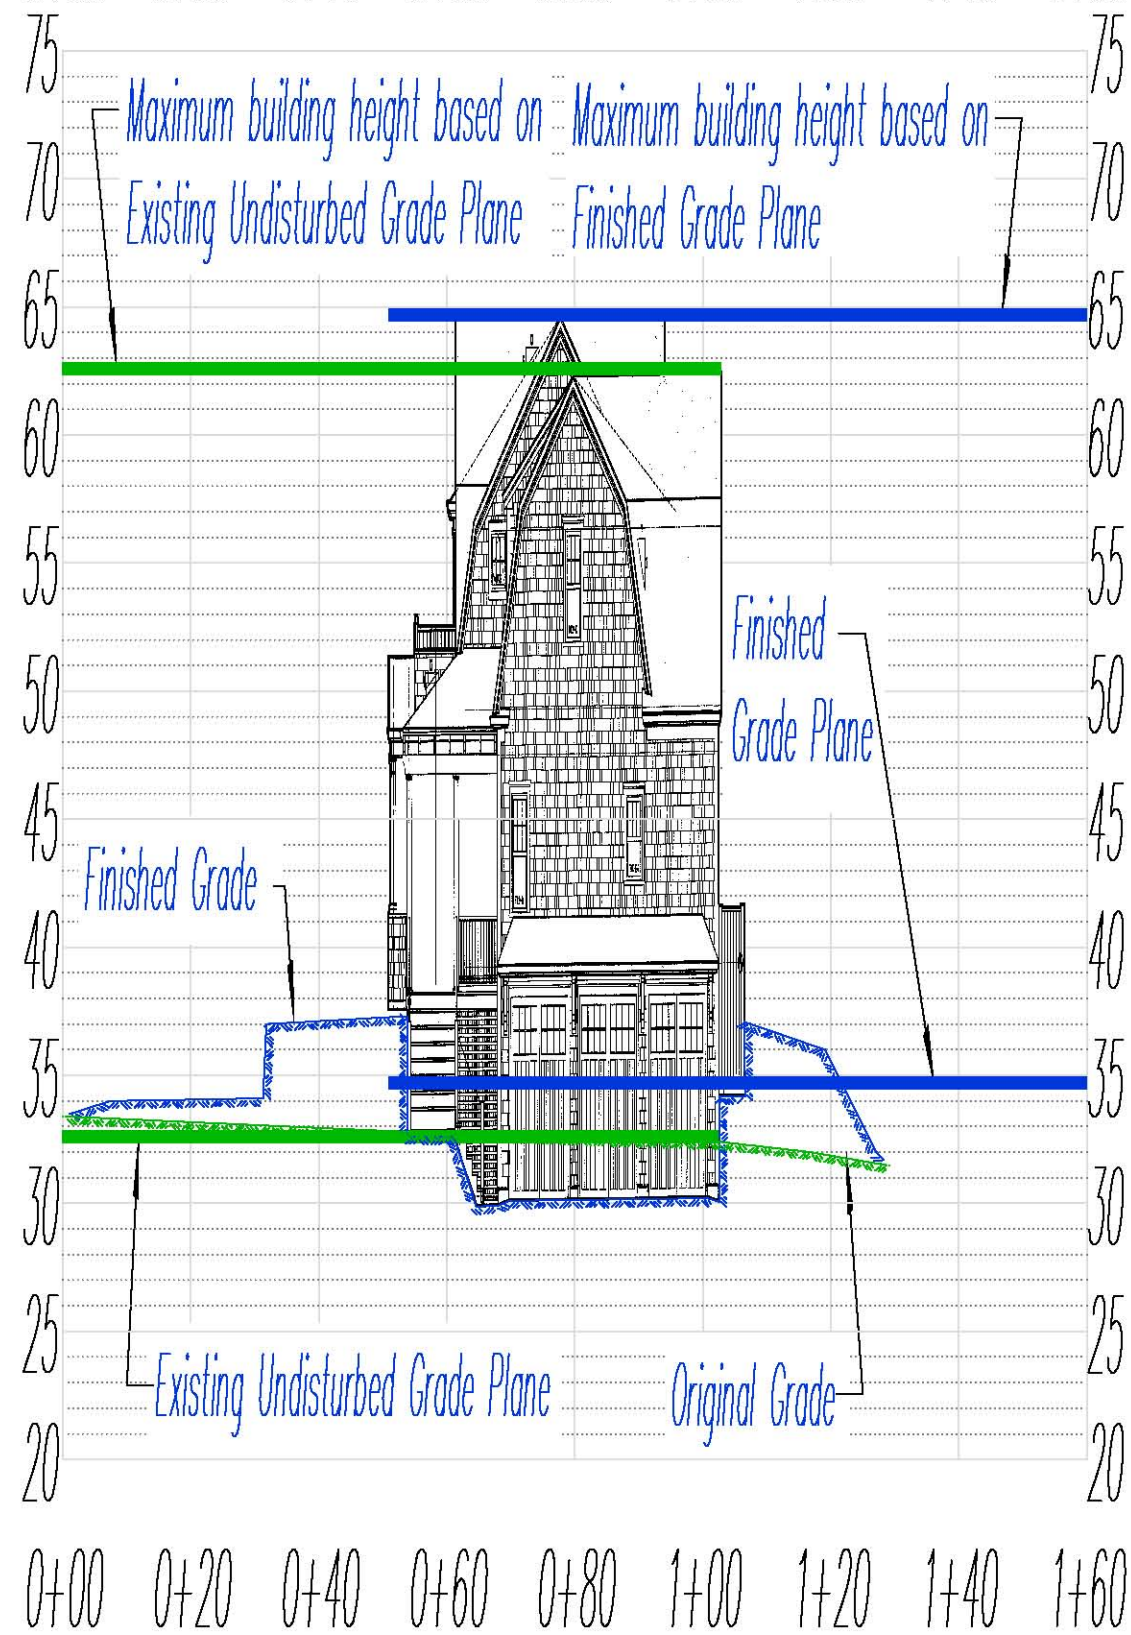 75 75
Maximum building height based on Maximum building height based on
70 70
Existing Undisturbed Grade Plane Finished Grade Plane
65 65
60 60
55 55
Finished
50 50
Grade Plane
45 45
Finished Grade
40 40
35 35
30 30
25 25
Existing Undisturbed Grade Plane Original Grade
20 20
0+00 0+20 0+40 0+60 0+80 1+00 1+20 1+40 1+60